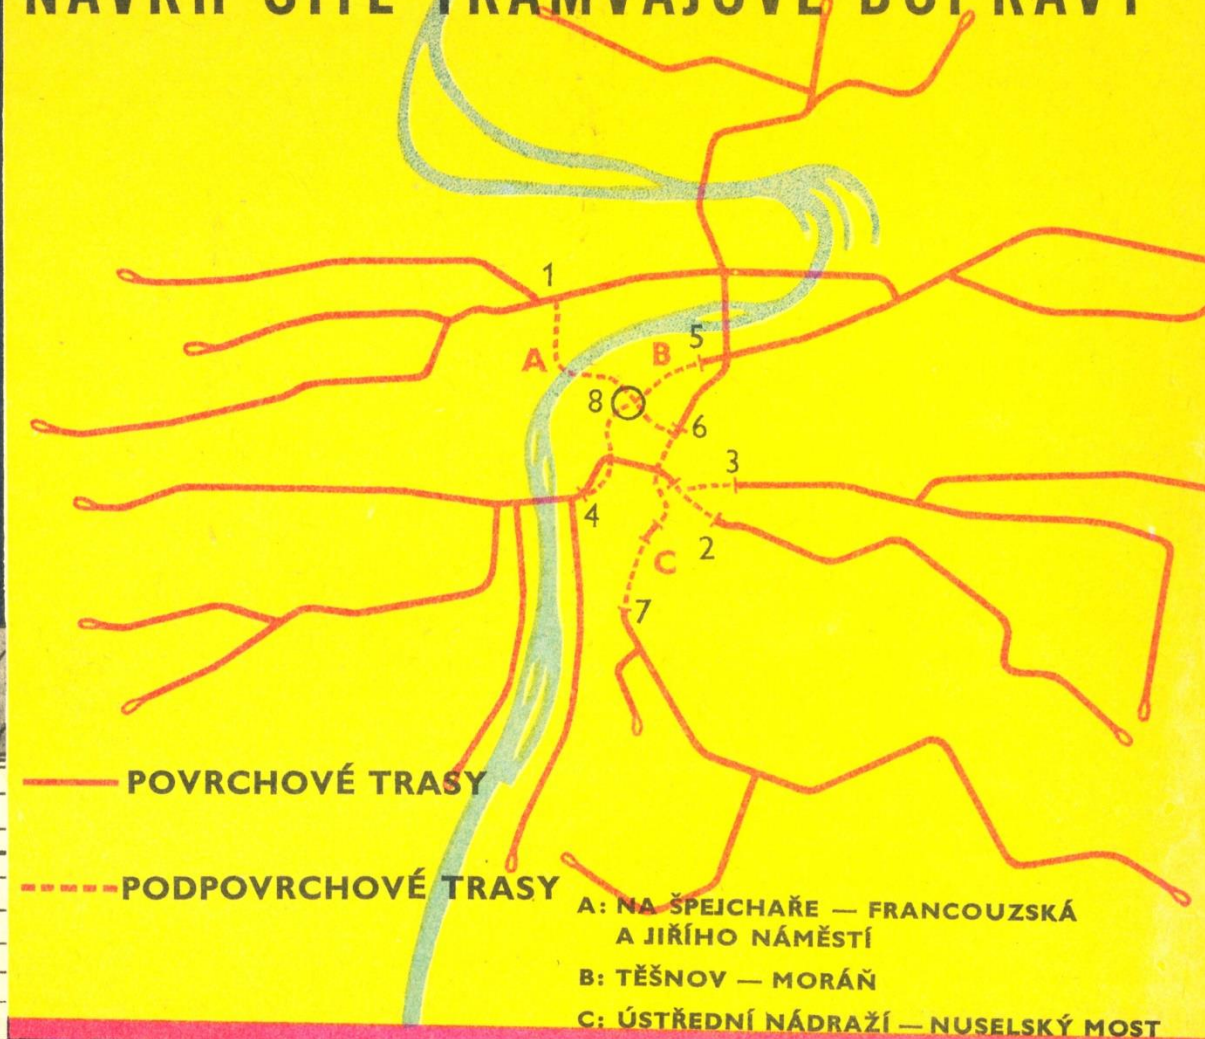 NÁVRH SÍTĚ TRAMVAJOVÉ DOPRAVY
1
5
A
B
8
6
3
4
2
C
7
POVRCHOVÉ TRASY
PODPOVRCHOVÉ TRASY
A: NA ŠPEJCHAŘE — FRANCOUZSKÁ
A JIŘÍHO NÁMĚSTÍ
B: TĚŠNOV — MORÁŇ
C: ÚSTŘEDNÍ NÁDRAŽÍ — NUSELSKÝ MOST